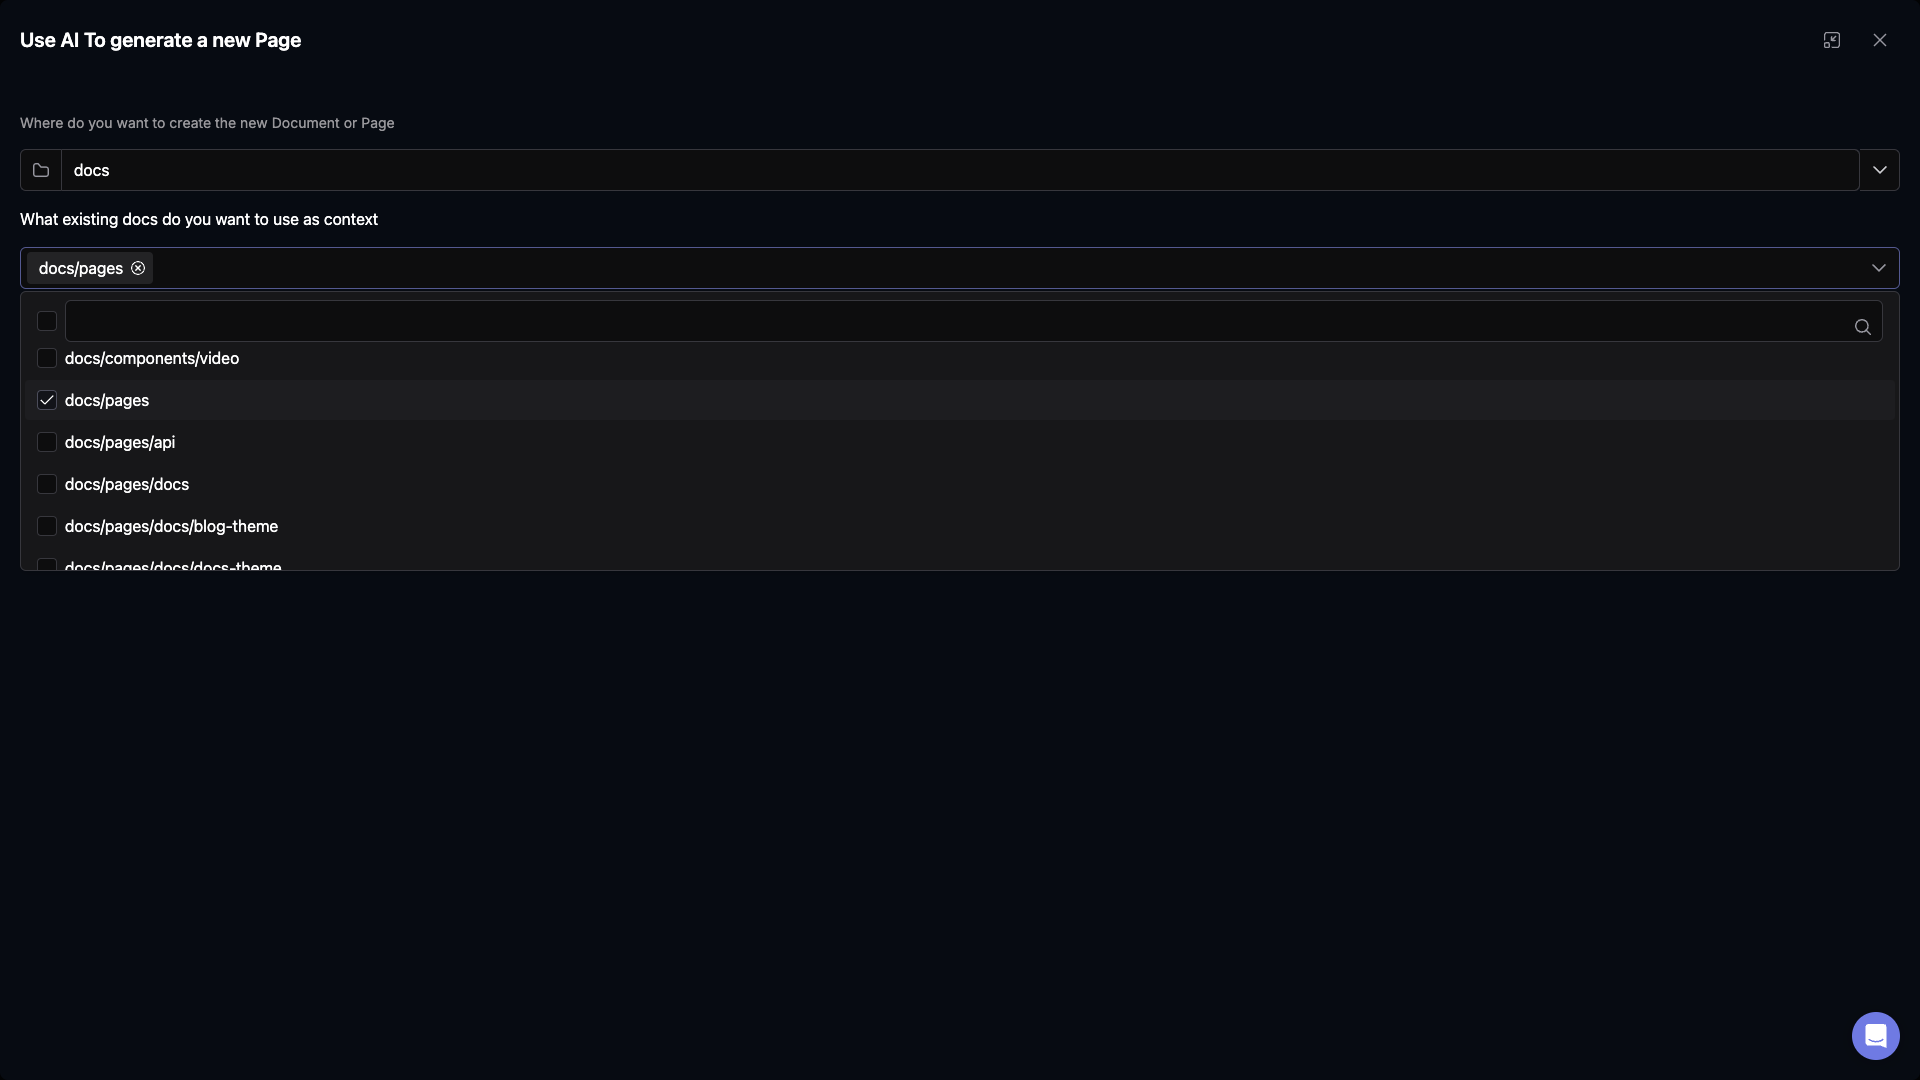 Use AI To generate a new Page
Where do you want to create the new Document or Page
docs
What existing docs do you want to use as context
docs/pages
docs/components/video
docs/pages
docs/pages/api
docs/pages/docs
docs/pages/docs/blog-theme
docs/pages/docs/docs-theme